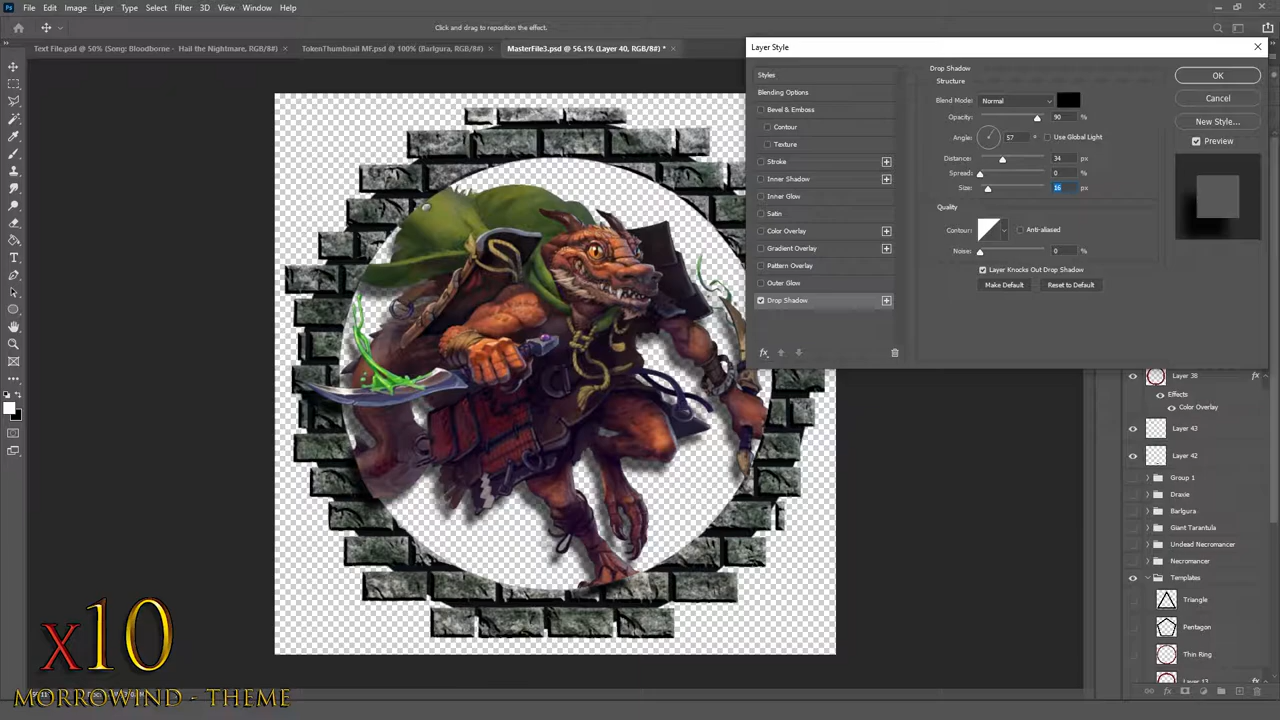 File Edit Image Layer Type Select Filter 3D View Window Help
Click and drag to reposition the effect.
Text File.psd @ 50% (Song: Bloodborne - Hail the Nightmare, RGB/8#)
TokenThumbnail MF.psd @ 100% (Barlgura, RGB/8#)
MasterFile3.psd @ 56.1% (Layer 40, RGB/8#) *
Layer Style
Styles
Blending Options
Bevel & Emboss
Contour
Texture
Stroke
Inner Shadow
Inner Glow
Satin
Color Overlay
Gradient Overlay
Pattern Overlay
Outer Glow
Drop Shadow
fx
Drop Shadow
Structure
Blend Mode: Normal
Opacity: 90 %
Angle: 57 ° Use Global Light
Distance: 34 px
Spread: 0 %
Size: 16 px
Quality
Contour: Anti-aliased
Noise: 0 %
Layer Knocks Out Drop Shadow
Make Default Reset to Default
OK
Cancel
New Style...
Preview
Layer 38 fx
Effects
Color Overlay
Layer 43
Layer 42
Group 1
Draxie
Barlgura
Giant Tarantula
Undead Necromancer
Necromancer
Templates
Triangle
Pentagon
Thin Ring
x10
MORROWIND - THEME